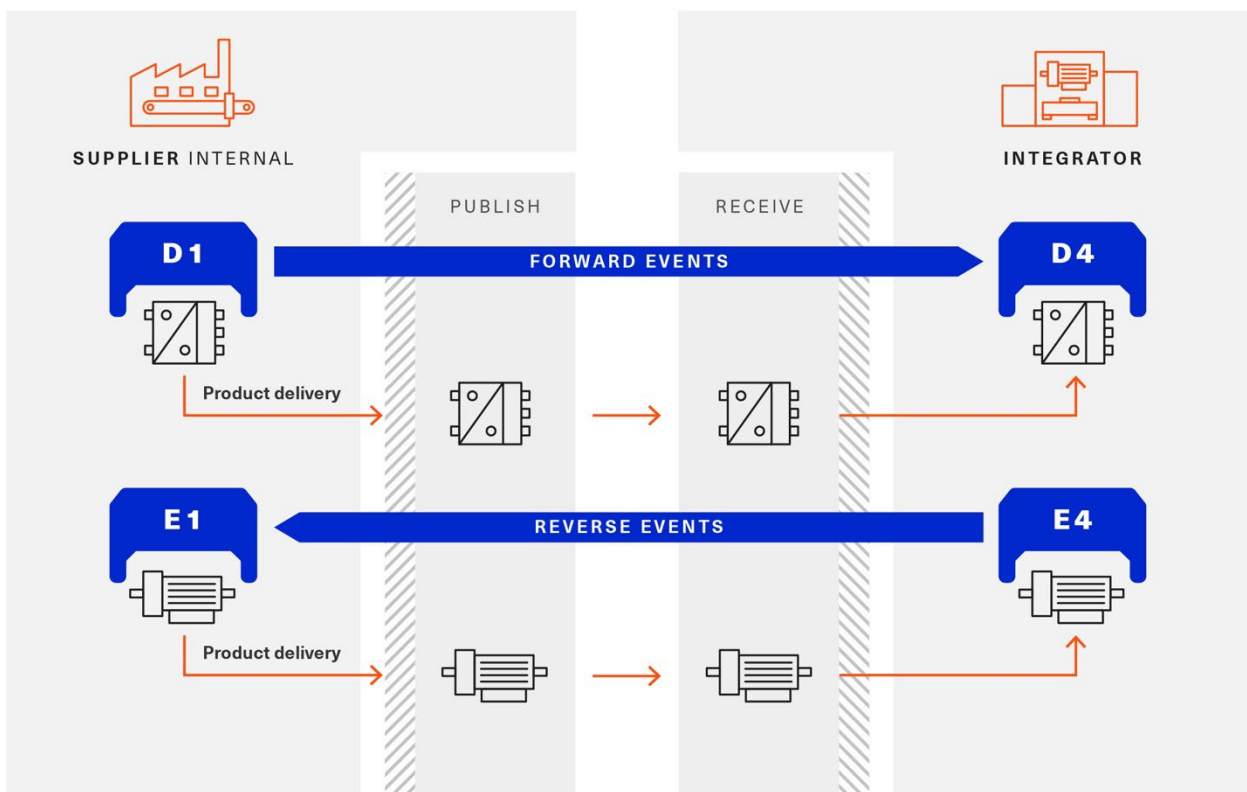 SUPPLIER INTERNAL
INTEGRATOR
PUBLISH
RECEIVE
D1
FORWARD EVENTS
D4
Product delivery
E1
REVERSE EVENTS
E4
Product delivery